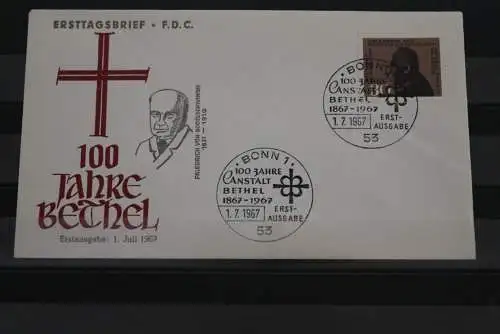 ERSTTAGSBRIEF • F.D.C.
100
JAHRE
BETHEL
Erstausgabe: 1. Juli 1967
FRIEDRICH VON BODELSCHWINGH
1831 – 1910
• BONN 1 •
100 JAHRE
ANSTALT
BETHEL
1867-1967
1.7.1967
ERST-
AUSGABE
53
• BONN 1 •
100 JAHRE
ANSTALT
BETHEL
1867-1967
1.7.1967
ERST-
AUSGABE
53